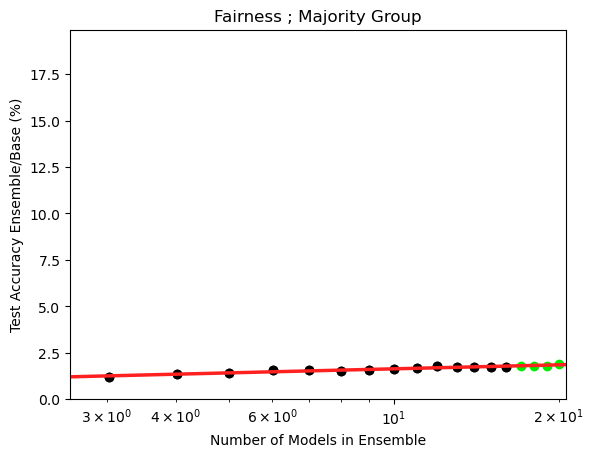 Fairness ; Majority Group
Test Accuracy Ensemble/Base (%)
17.5
15.0
12.5
10.0
7.5
5.0
2.5
0.0
3 × 10⁰
4 × 10⁰
6 × 10⁰
10¹
2 × 10¹
Number of Models in Ensemble